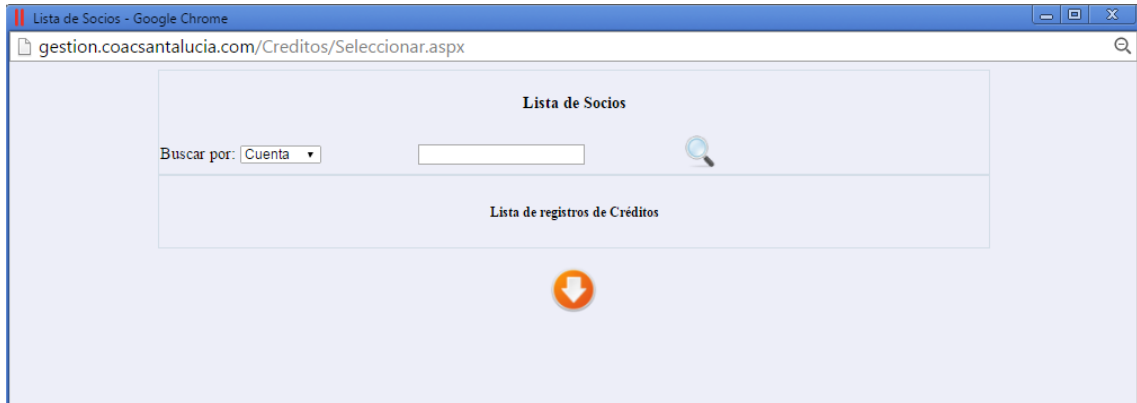 Lista de Socios - Google Chrome
gestion.coacsantalucia.com/Creditos/Seleccionar.aspx
Lista de Socios
Buscar por: Cuenta
Lista de registros de Créditos